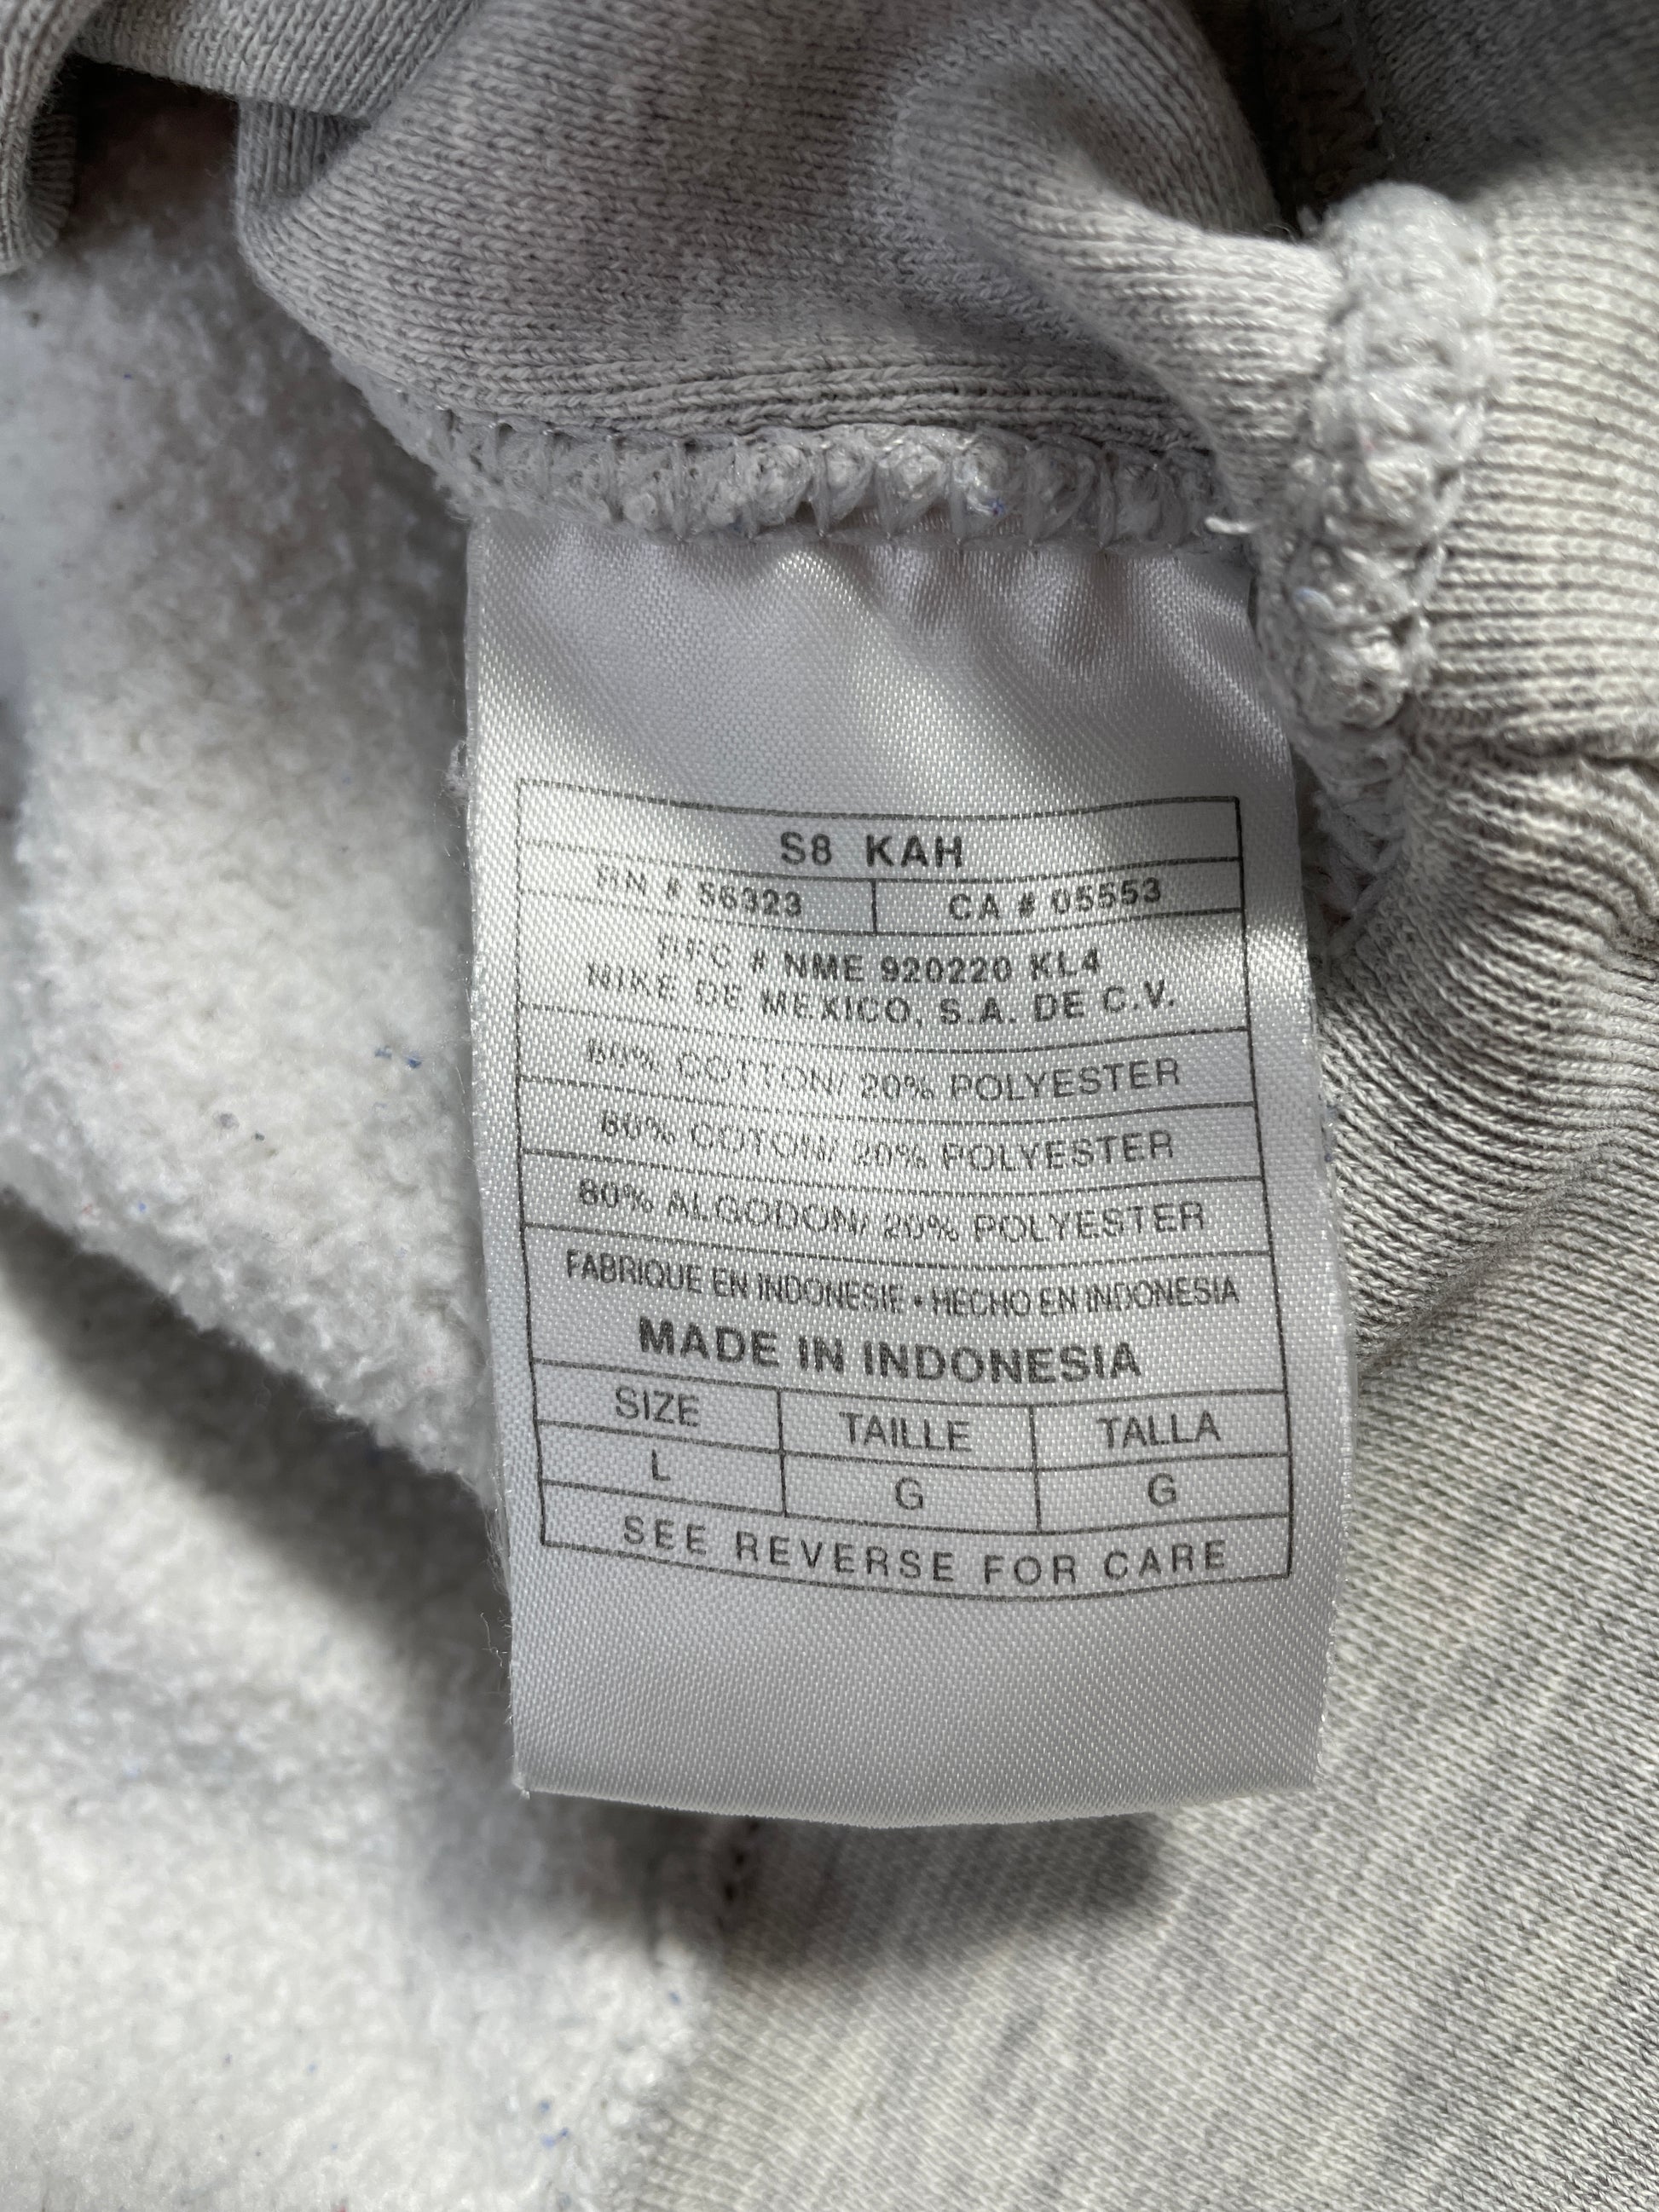 S8 KAH
RN # 56323 CA # 05553
RFC # NME 920220 KL4
NIKE DE MEXICO, S.A. DE C.V.
80% COTTON/ 20% POLYESTER
80% COTON/ 20% POLYESTER
80% ALGODON/ 20% POLYESTER
FABRIQUE EN INDONESIE • HECHO EN INDONESIA
MADE IN INDONESIA
SIZE TAILLE TALLA
L G G
SEE REVERSE FOR CARE